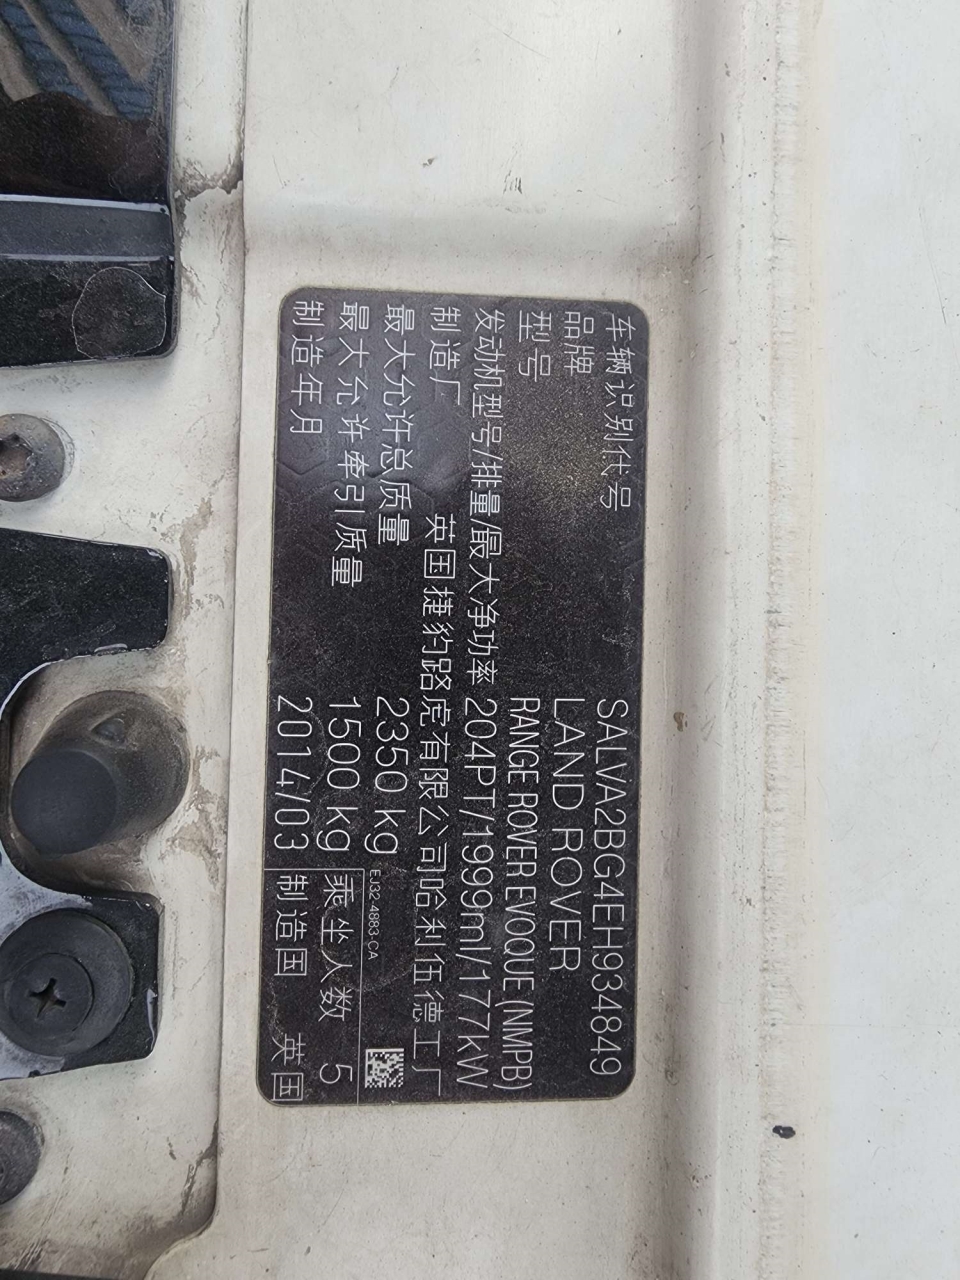 车辆识别代号 SALVA2BG4EH934849
品牌 LAND ROVER
型号 RANGE ROVER EVOQUE (NMPB)
发动机型号/排量/最大净功率 204PT/1999ml/177kW
制造厂 英国捷豹路虎有限公司哈利伍德工厂
最大允许总质量 2350 kg
EJ32-4883-CA
最大允许牵引质量 1500 kg 乘坐人数 5
制造年月 2014/03 制造国 英国